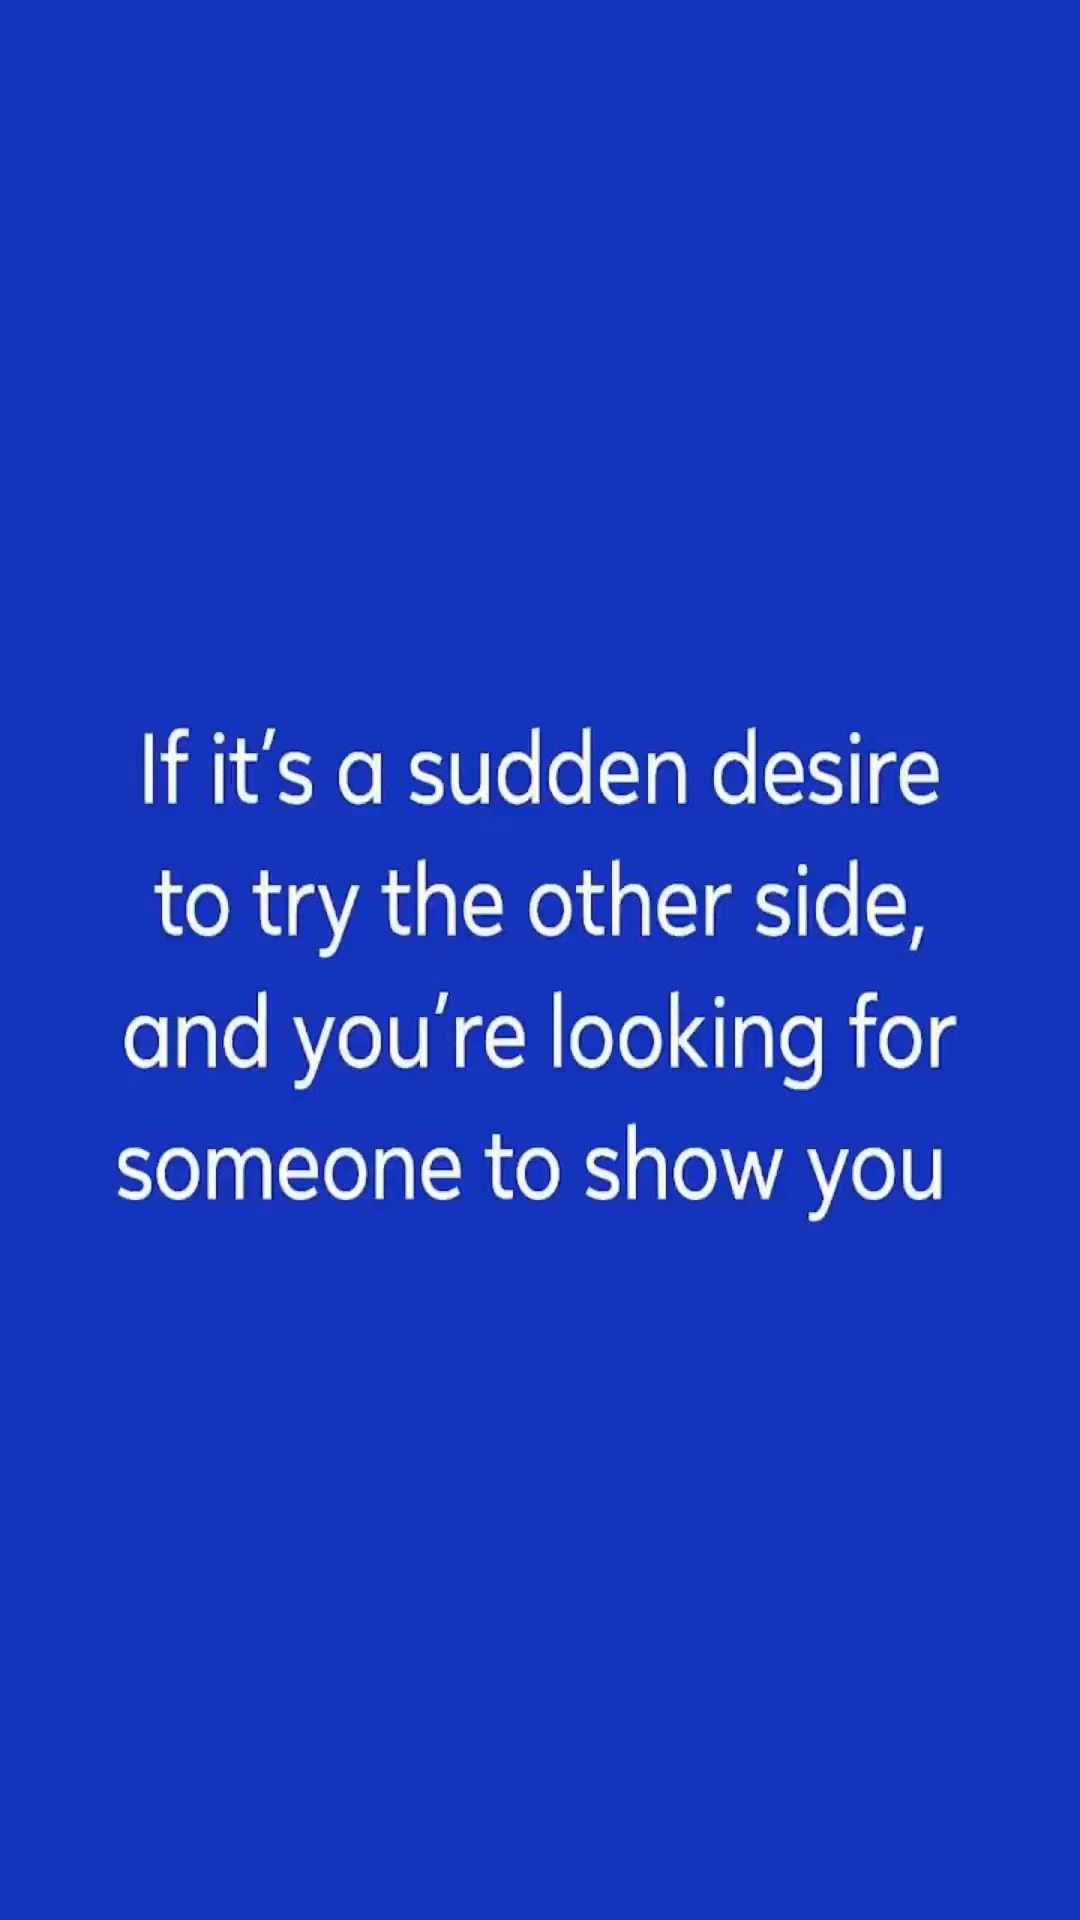 If it’s a sudden desire
to try the other side,
and you’re looking for
someone to show you